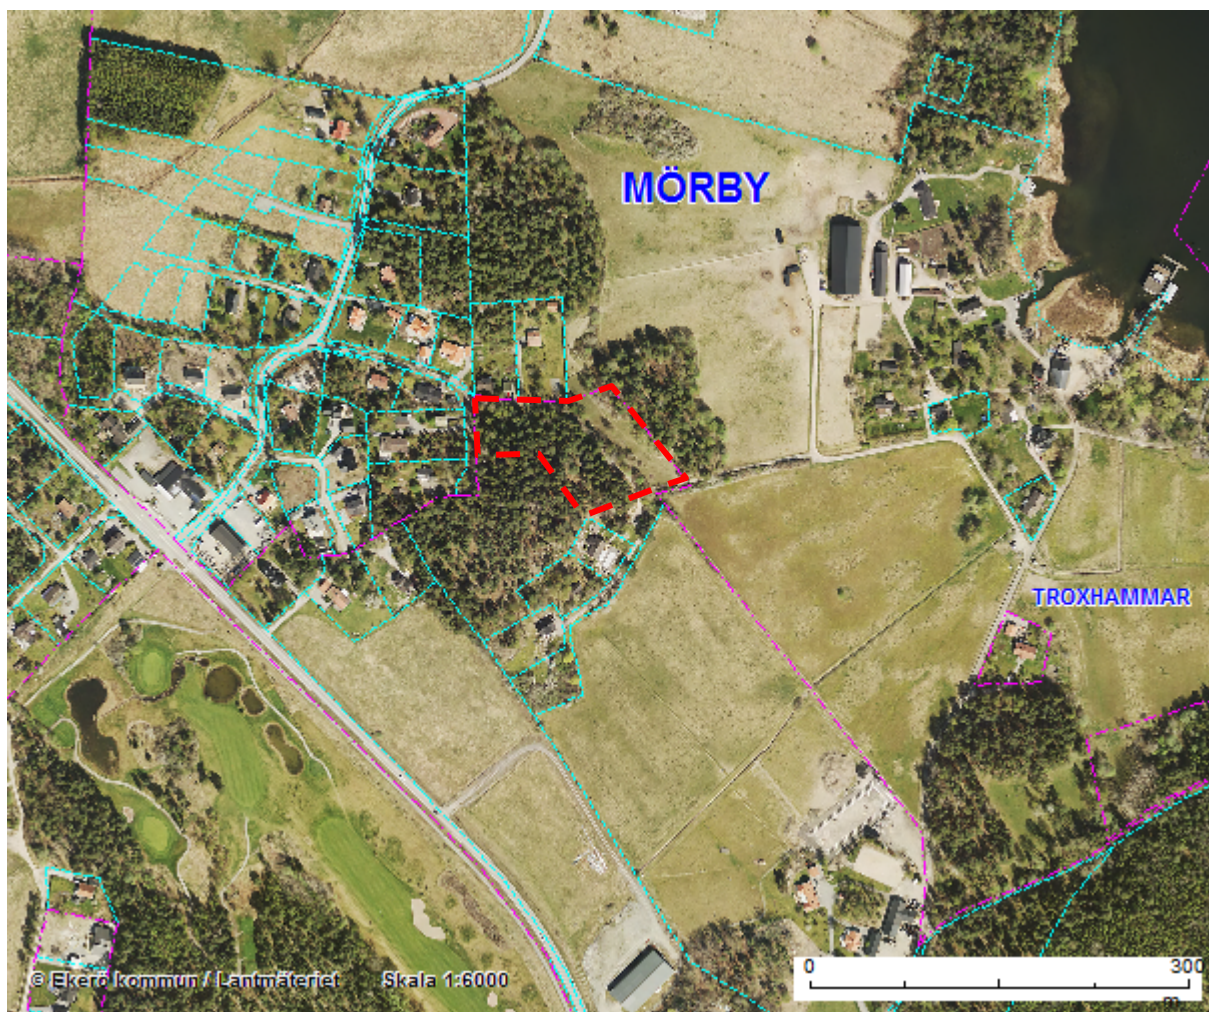 MÖRBY
TROXHAMMAR
© Ekerö kommun / Lantmäteriet Skala 1:6000
0 300
m